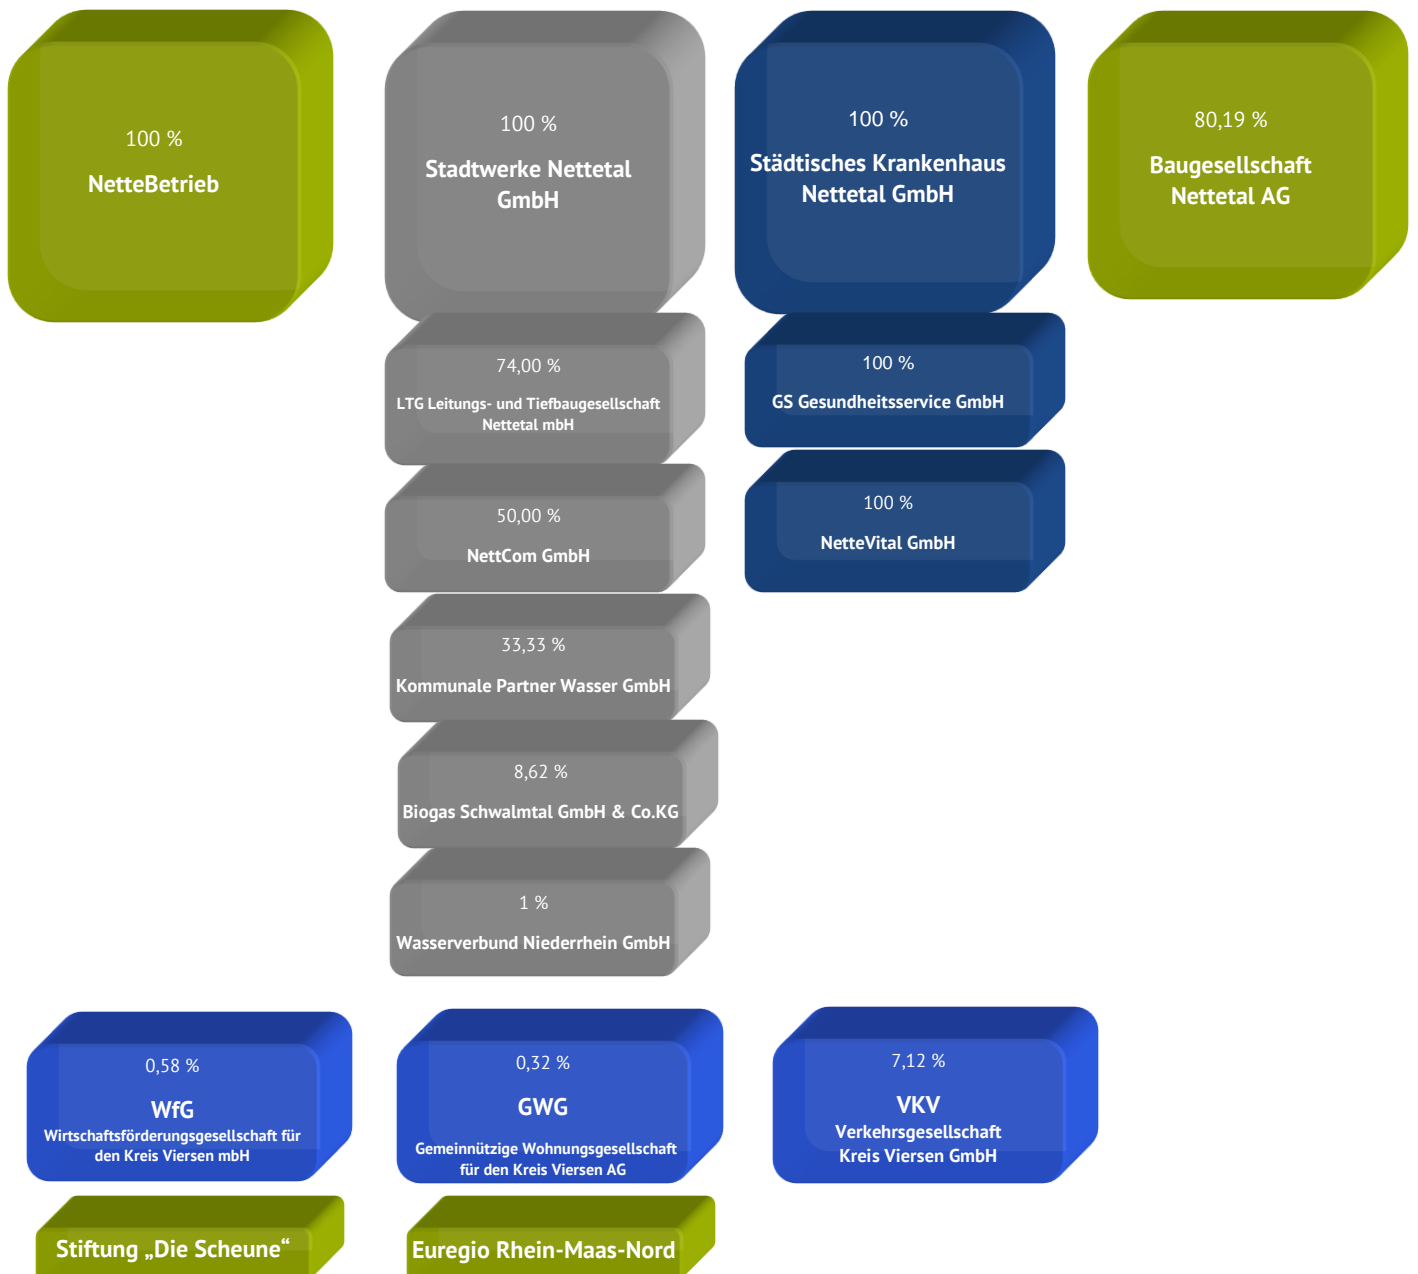 100 %
NetteBetrieb
100 %
Stadtwerke Nettetal
GmbH
100 %
Städtisches Krankenhaus
Nettetal GmbH
80,19 %
Baugesellschaft
Nettetal AG
74,00 %
LTG Leitungs- und Tiefbaugesellschaft
Nettetal mbH
50,00 %
NettCom GmbH
33,33 %
Kommunale Partner Wasser GmbH
8,62 %
Biogas Schwalmtal GmbH & Co.KG
1 %
Wasserverbund Niederrhein GmbH
100 %
GS Gesundheitsservice GmbH
100 %
NetteVital GmbH
0,58 %
WfG
Wirtschaftsförderungsgesellschaft für
den Kreis Viersen mbH
0,32 %
GWG
Gemeinnützige Wohnungsgesellschaft
für den Kreis Viersen AG
7,12 %
VKV
Verkehrsgesellschaft
Kreis Viersen GmbH
Stiftung „Die Scheune“
Euregio Rhein-Maas-Nord